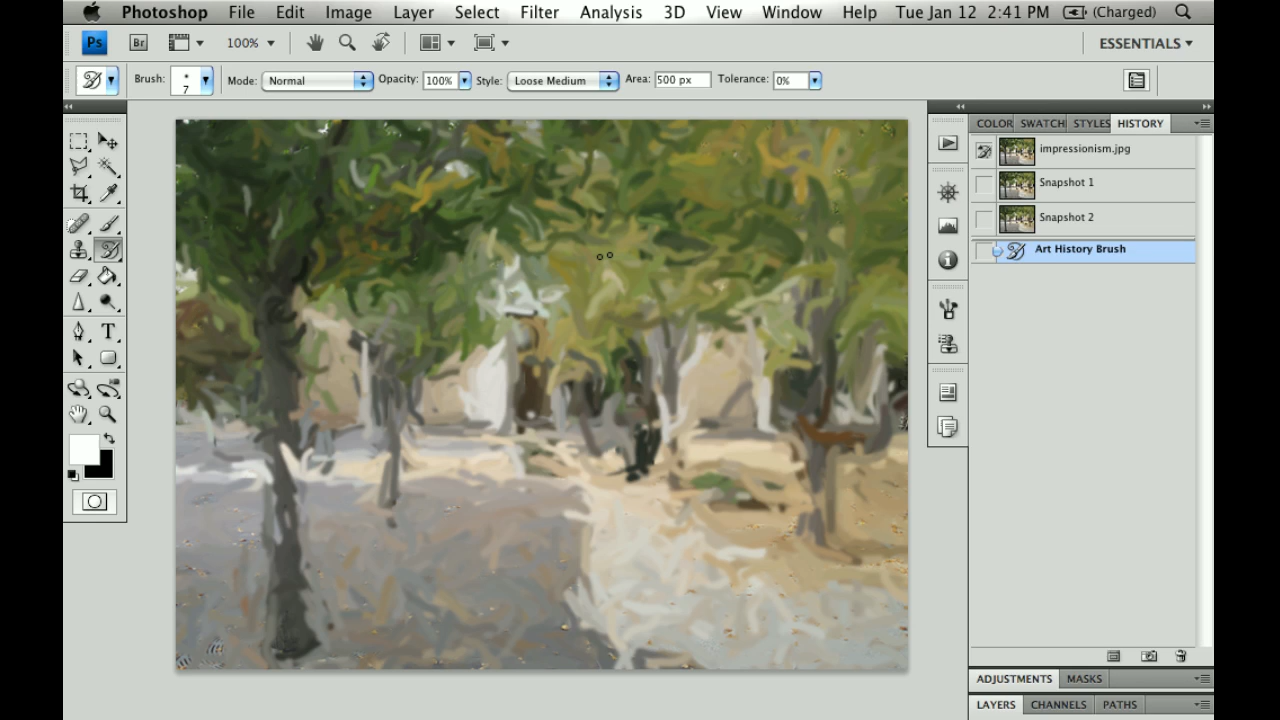 Photoshop File Edit Image Layer Select Filter Analysis 3D View Window Help Tue Jan 12 2:41 PM (Charged)
Ps Br 100% ESSENTIALS
Brush: 7 Mode: Normal Opacity: 100% Style: Loose Medium Area: 500 px Tolerance: 0%
COLOR SWATCH STYLES HISTORY
impressionism.jpg
Snapshot 1
Snapshot 2
Art History Brush
T
ADJUSTMENTS MASKS
LAYERS CHANNELS PATHS